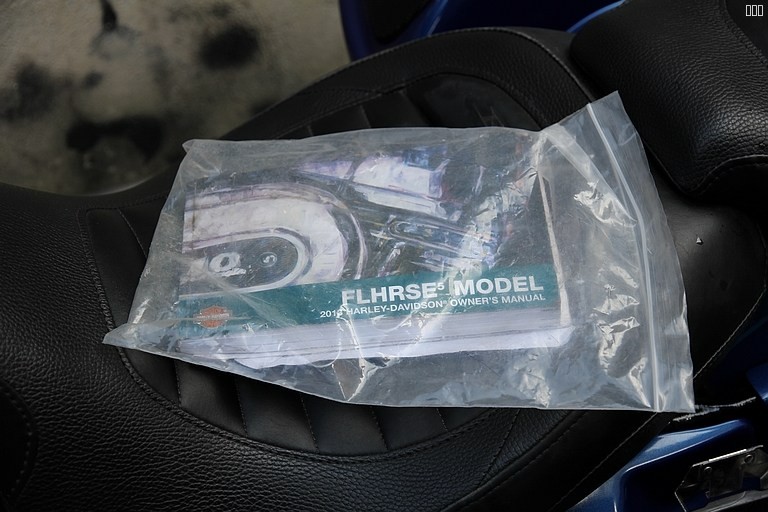 FLHRSE⁵ MODEL
HARLEY-DAVIDSON® OWNER'S MANUAL